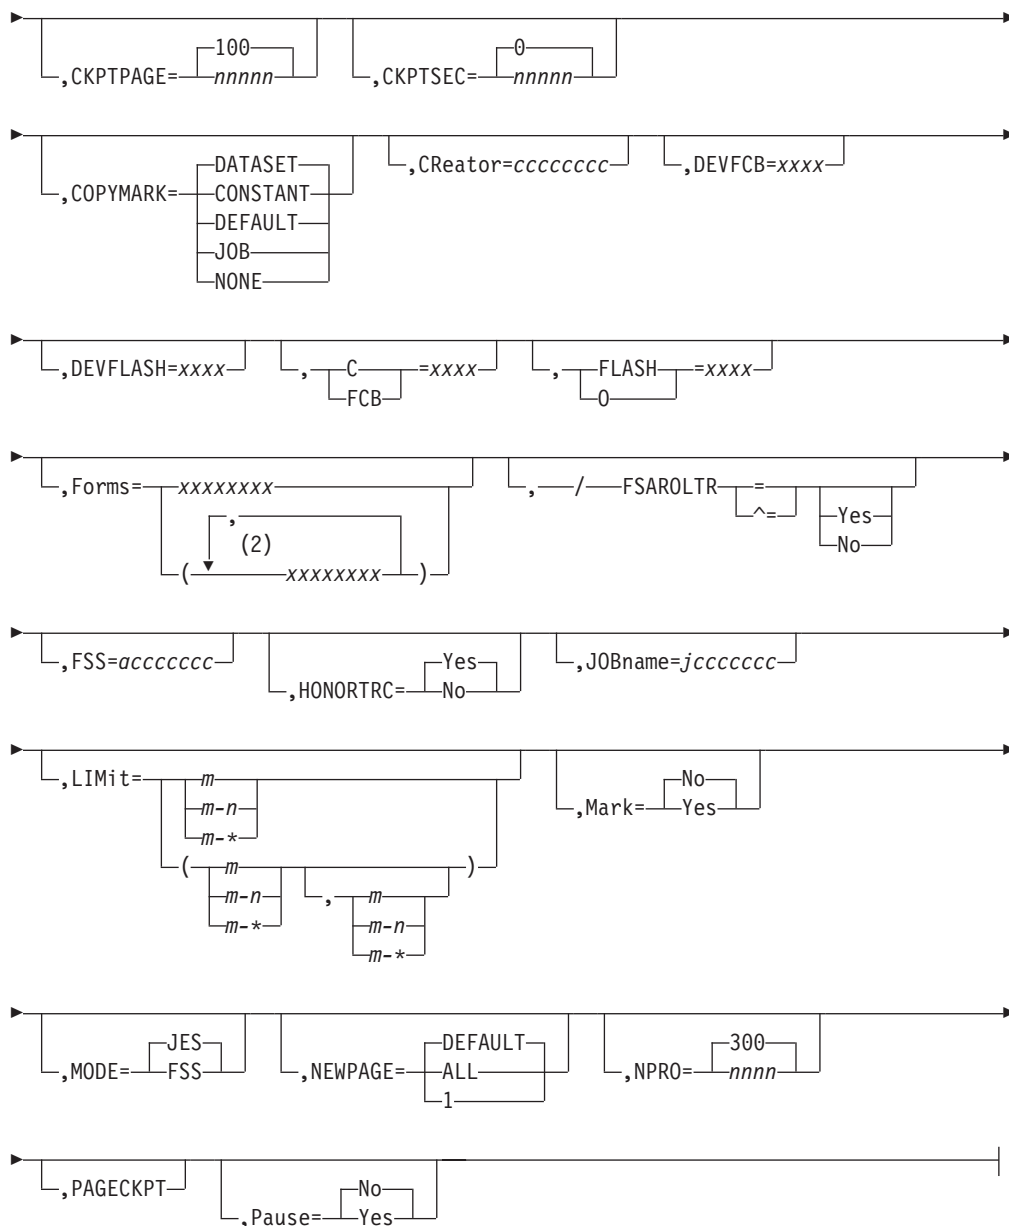 100
,CKPTPAGE= nnnnn
0
,CKPTSEC= nnnnn
DATASET
,COPYMARK= CONSTANT
DEFAULT
JOB
NONE
,CReator=cccccccc
,DEVFCB=xxxx
,DEVFLASH=xxxx
, C =xxxx
FCB
, FLASH =xxxx
O
,Forms= xxxxxxxx
,
(2)
( xxxxxxxx )
, / FSAROLTR =
^=
Yes
No
,FSS=accccccc
Yes
,HONORTRC= No
,JOBname=jccccccc
,LIMit= m
m-n
m-*
( m )
m-n
m-*
, m
m-n
m-*
No
,Mark= Yes
JES
,MODE= FSS
DEFAULT
,NEWPAGE= ALL
1
300
,NPRO= nnnn
,PAGECKPT
No
,Pause= Yes